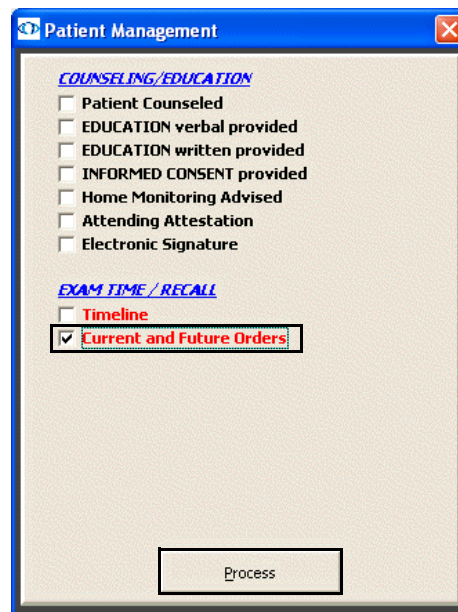 Patient Management
COUNSELING/EDUCATION
Patient Counseled
EDUCATION verbal provided
EDUCATION written provided
INFORMED CONSENT provided
Home Monitoring Advised
Attending Attestation
Electronic Signature
EXAM TIME / RECALL
Timeline
Current and Future Orders
Process